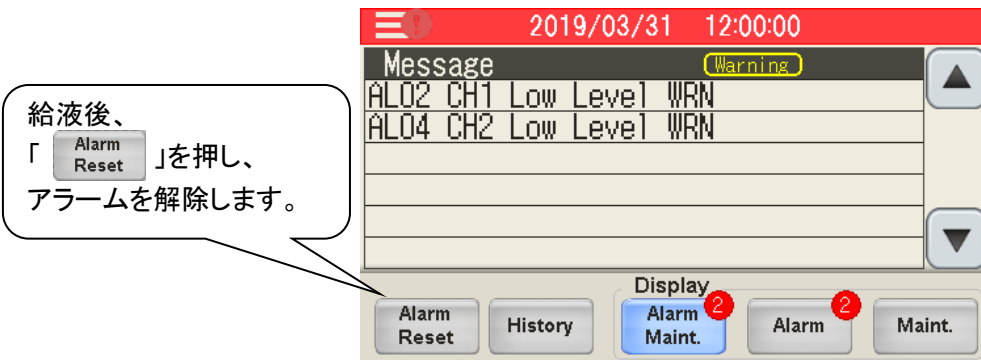 2019/03/31 12:00:00
Message Warning
AL02 CH1 Low Level WRN
AL04 CH2 Low Level WRN
給液後、
「 Alarm Reset 」を押し、
アラームを解除します。
Display
Alarm Reset
History
Alarm Maint.
2
Alarm
2
Maint.